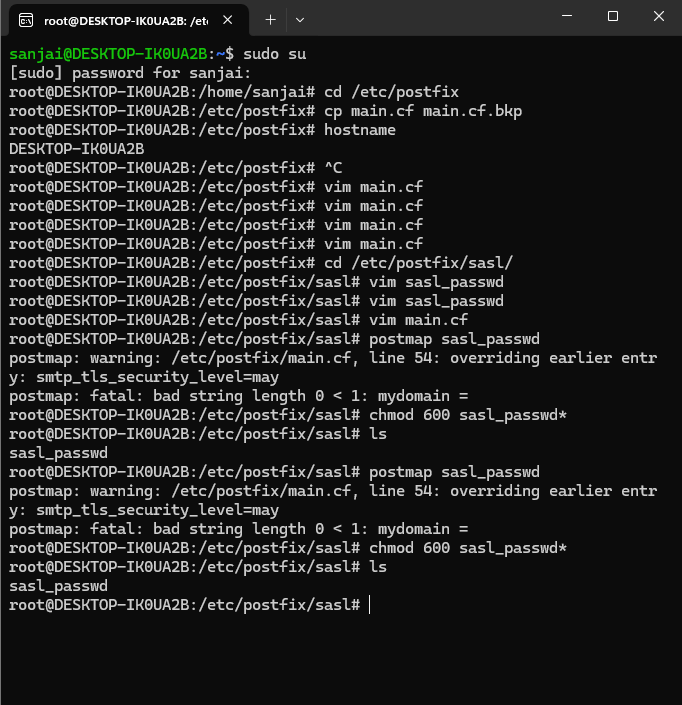 root@DESKTOP-IK0UA2B: /etc
sanjai@DESKTOP-IK0UA2B:~$ sudo su
[sudo] password for sanjai:
root@DESKTOP-IK0UA2B:/home/sanjai# cd /etc/postfix
root@DESKTOP-IK0UA2B:/etc/postfix# cp main.cf main.cf.bkp
root@DESKTOP-IK0UA2B:/etc/postfix# hostname
DESKTOP-IK0UA2B
root@DESKTOP-IK0UA2B:/etc/postfix# ^C
root@DESKTOP-IK0UA2B:/etc/postfix# vim main.cf
root@DESKTOP-IK0UA2B:/etc/postfix# vim main.cf
root@DESKTOP-IK0UA2B:/etc/postfix# vim main.cf
root@DESKTOP-IK0UA2B:/etc/postfix# vim main.cf
root@DESKTOP-IK0UA2B:/etc/postfix# cd /etc/postfix/sasl/
root@DESKTOP-IK0UA2B:/etc/postfix/sasl# vim sasl_passwd
root@DESKTOP-IK0UA2B:/etc/postfix/sasl# vim sasl_passwd
root@DESKTOP-IK0UA2B:/etc/postfix/sasl# vim main.cf
root@DESKTOP-IK0UA2B:/etc/postfix/sasl# postmap sasl_passwd
postmap: warning: /etc/postfix/main.cf, line 54: overriding earlier entr
y: smtp_tls_security_level=may
postmap: fatal: bad string length 0 < 1: mydomain =
root@DESKTOP-IK0UA2B:/etc/postfix/sasl# chmod 600 sasl_passwd*
root@DESKTOP-IK0UA2B:/etc/postfix/sasl# ls
sasl_passwd
root@DESKTOP-IK0UA2B:/etc/postfix/sasl# postmap sasl_passwd
postmap: warning: /etc/postfix/main.cf, line 54: overriding earlier entr
y: smtp_tls_security_level=may
postmap: fatal: bad string length 0 < 1: mydomain =
root@DESKTOP-IK0UA2B:/etc/postfix/sasl# chmod 600 sasl_passwd*
root@DESKTOP-IK0UA2B:/etc/postfix/sasl# ls
sasl_passwd
root@DESKTOP-IK0UA2B:/etc/postfix/sasl#